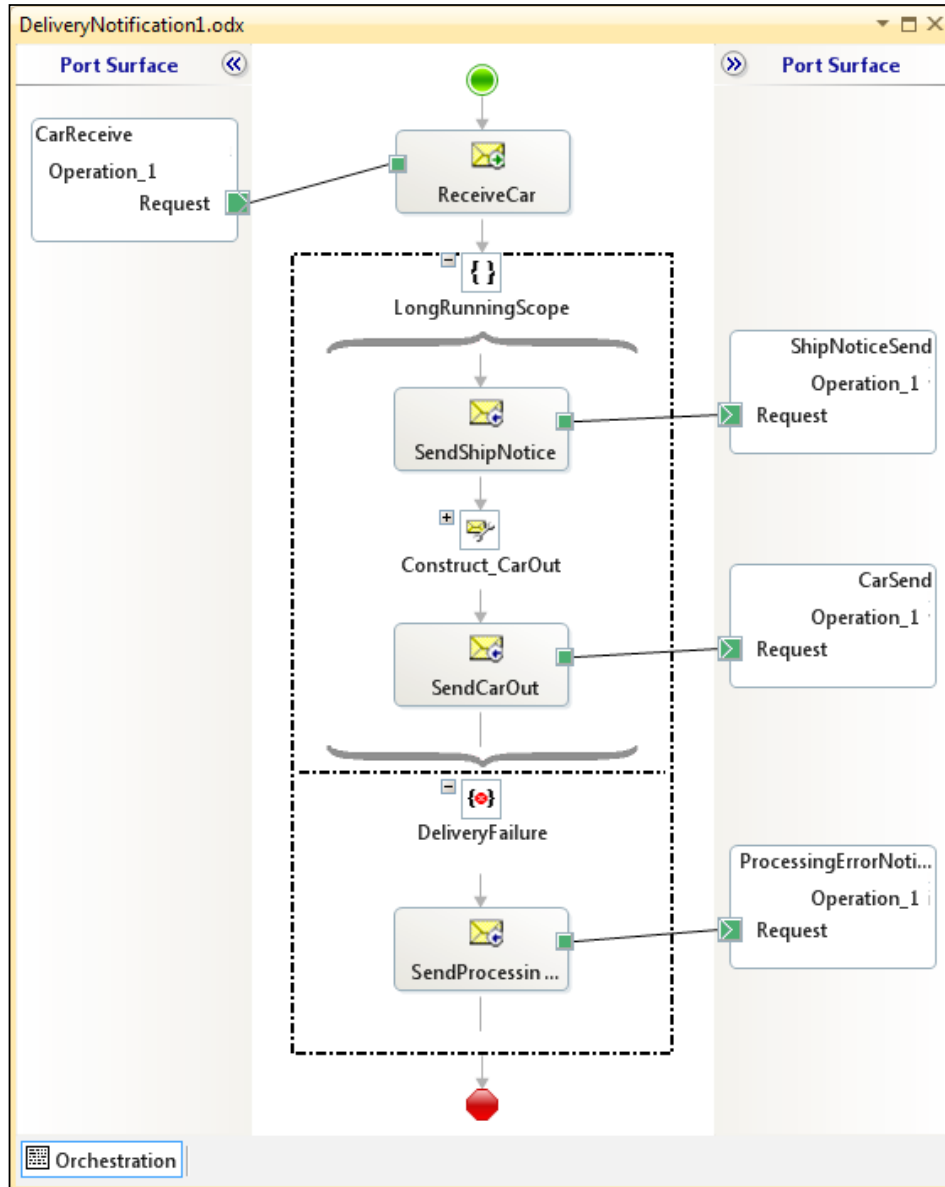 DeliveryNotification1.odx
Port Surface
Port Surface
CarReceive
Operation_1
Request
ReceiveCar
{ }
LongRunningScope
SendShipNotice
ShipNoticeSend
Operation_1
Request
Construct_CarOut
SendCarOut
CarSend
Operation_1
Request
DeliveryFailure
SendProcessin ...
ProcessingErrorNoti...
Operation_1
Request
Orchestration